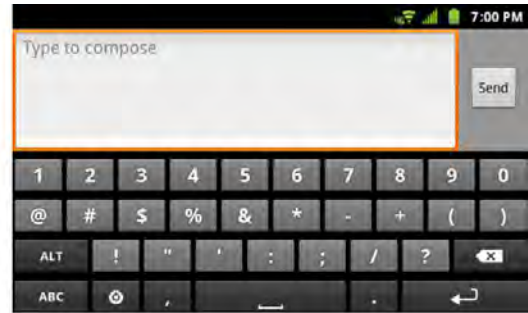 7:00 PM
Type to compose
Send
1 2 3 4 5 6 7 8 9 0
@ # $ % & * - + ( )
ALT ! " ' : ; / ?
ABC , .